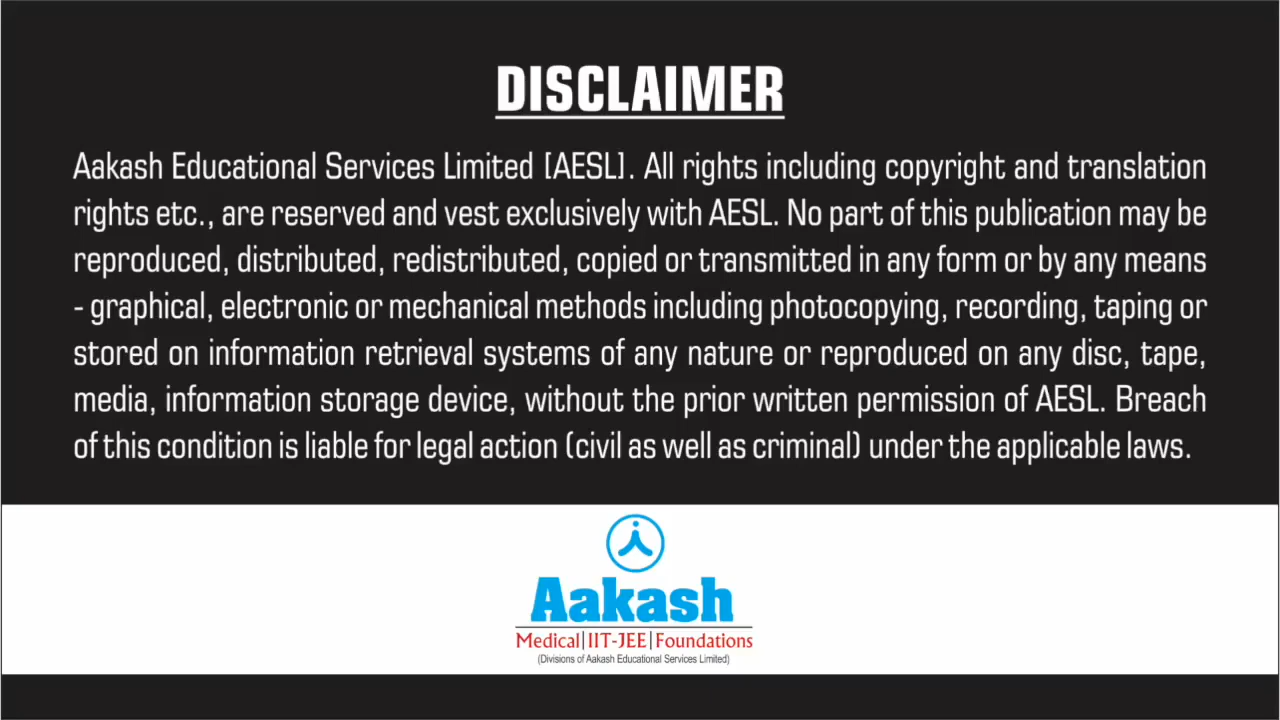 DISCLAIMER
Aakash Educational Services Limited [AESL]. All rights including copyright and translation
rights etc., are reserved and vest exclusively with AESL. No part of this publication may be
reproduced, distributed, redistributed, copied or transmitted in any form or by any means
- graphical, electronic or mechanical methods including photocopying, recording, taping or
stored on information retrieval systems of any nature or reproduced on any disc, tape,
media, information storage device, without the prior written permission of AESL. Breach
of this condition is liable for legal action (civil as well as criminal) under the applicable laws.
Aakash
Medical|IIT-JEE|Foundations
(Divisions of Aakash Educational Services Limited)